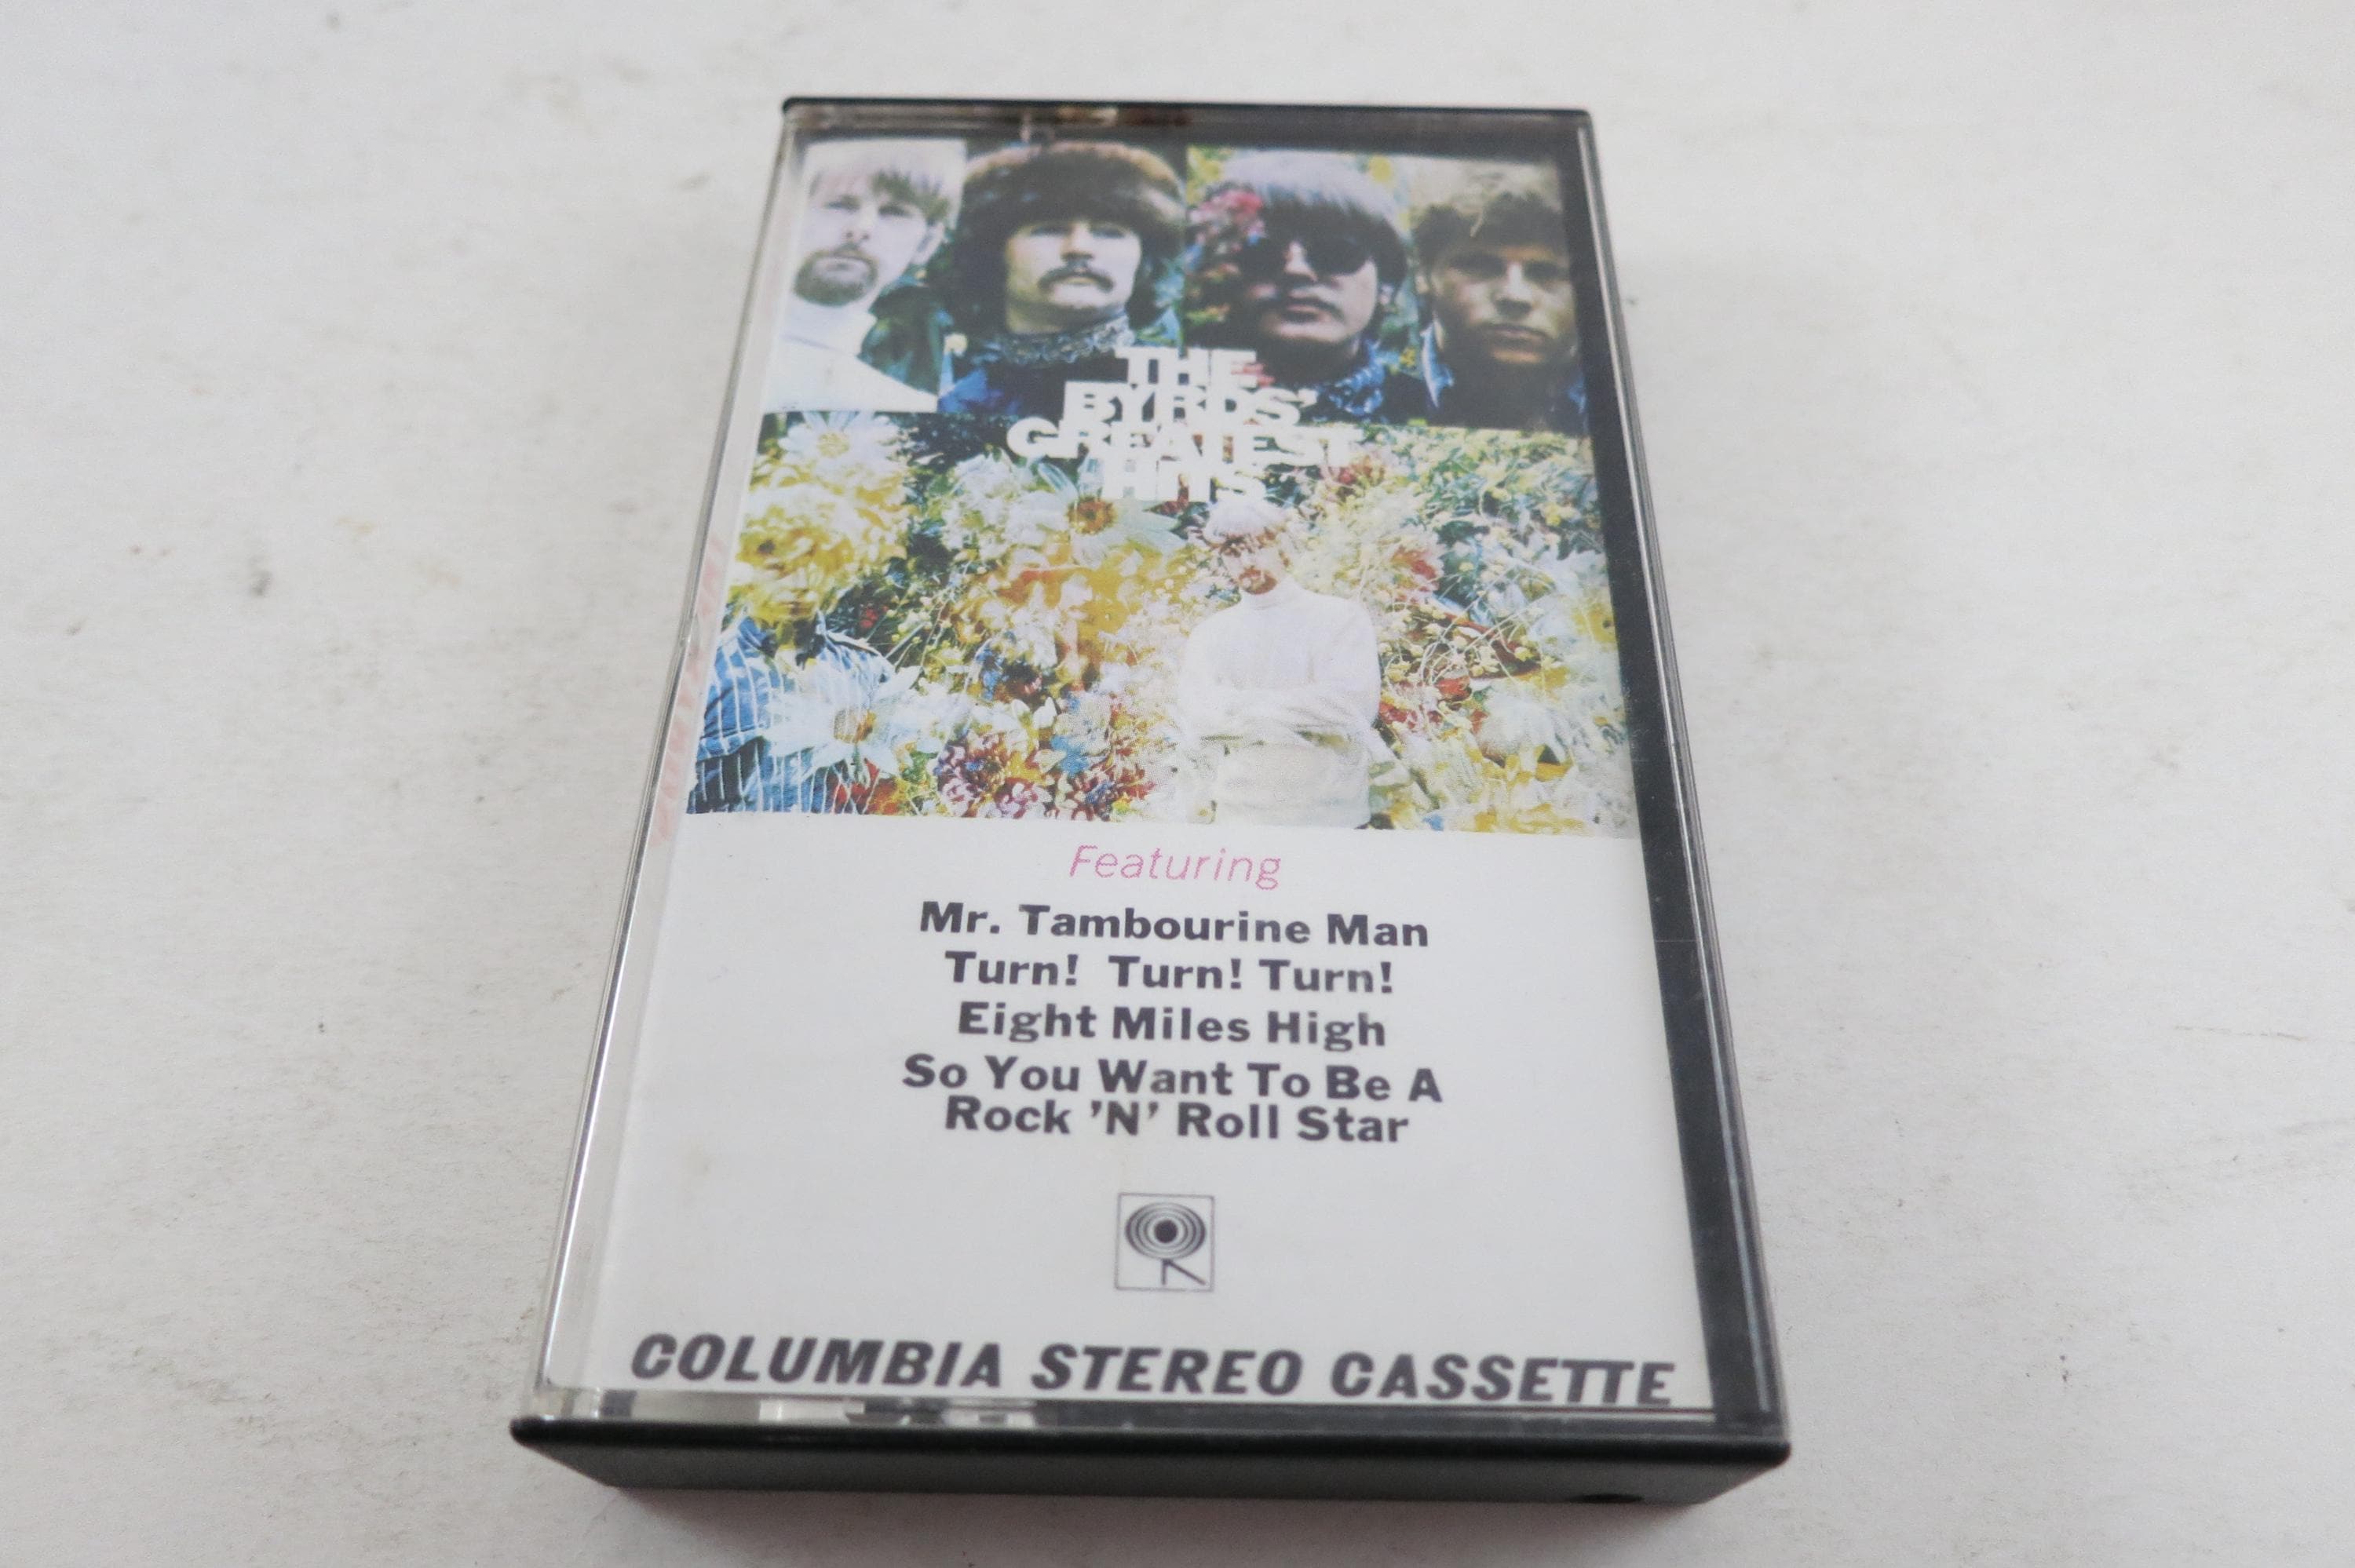 THE
BYRDS'
GREATEST
HITS
Featuring
Mr. Tambourine Man
Turn! Turn! Turn!
Eight Miles High
So You Want To Be A
Rock 'N' Roll Star
COLUMBIA STEREO CASSETTE